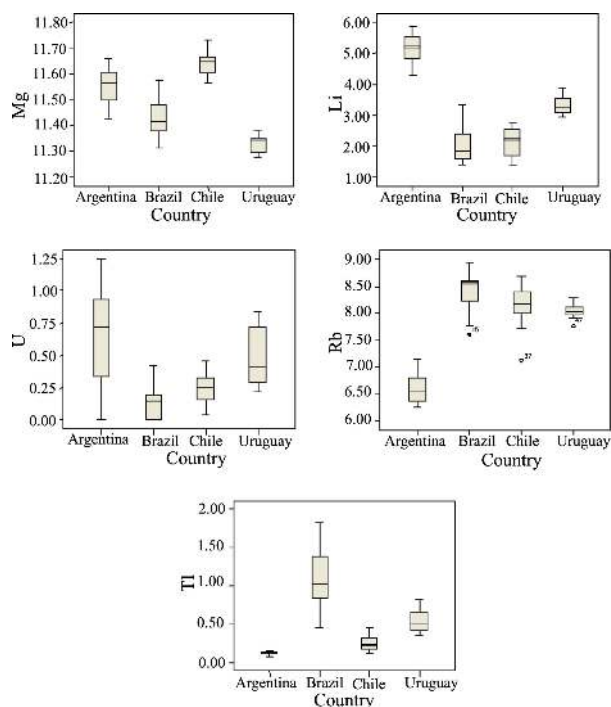 Mg
11.80
11.70
11.60
11.50
11.40
11.30
11.20
Argentina Brazil Chile Uruguay
Country
Li
6.00
5.00
4.00
3.00
2.00
1.00
Argentina Brazil Chile Uruguay
Country
U
1.25
1.00
0.75
0.50
0.25
0.00
Argentina Brazil Chile Uruguay
Country
Rb
9.00
8.50
8.00
7.50
7.00
6.50
6.00
37
Argentina Brazil Chile Uruguay
Country
Tl
2.00
1.50
1.00
0.50
0.00
Argentina Brazil Chile Uruguay
Country